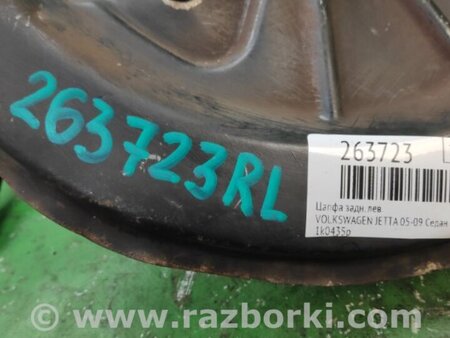 263723RL
263723
Цапфа задн. лев
VOLKSWAGEN JETTA 05-09 Седан
1k0435p
www.razborki.com